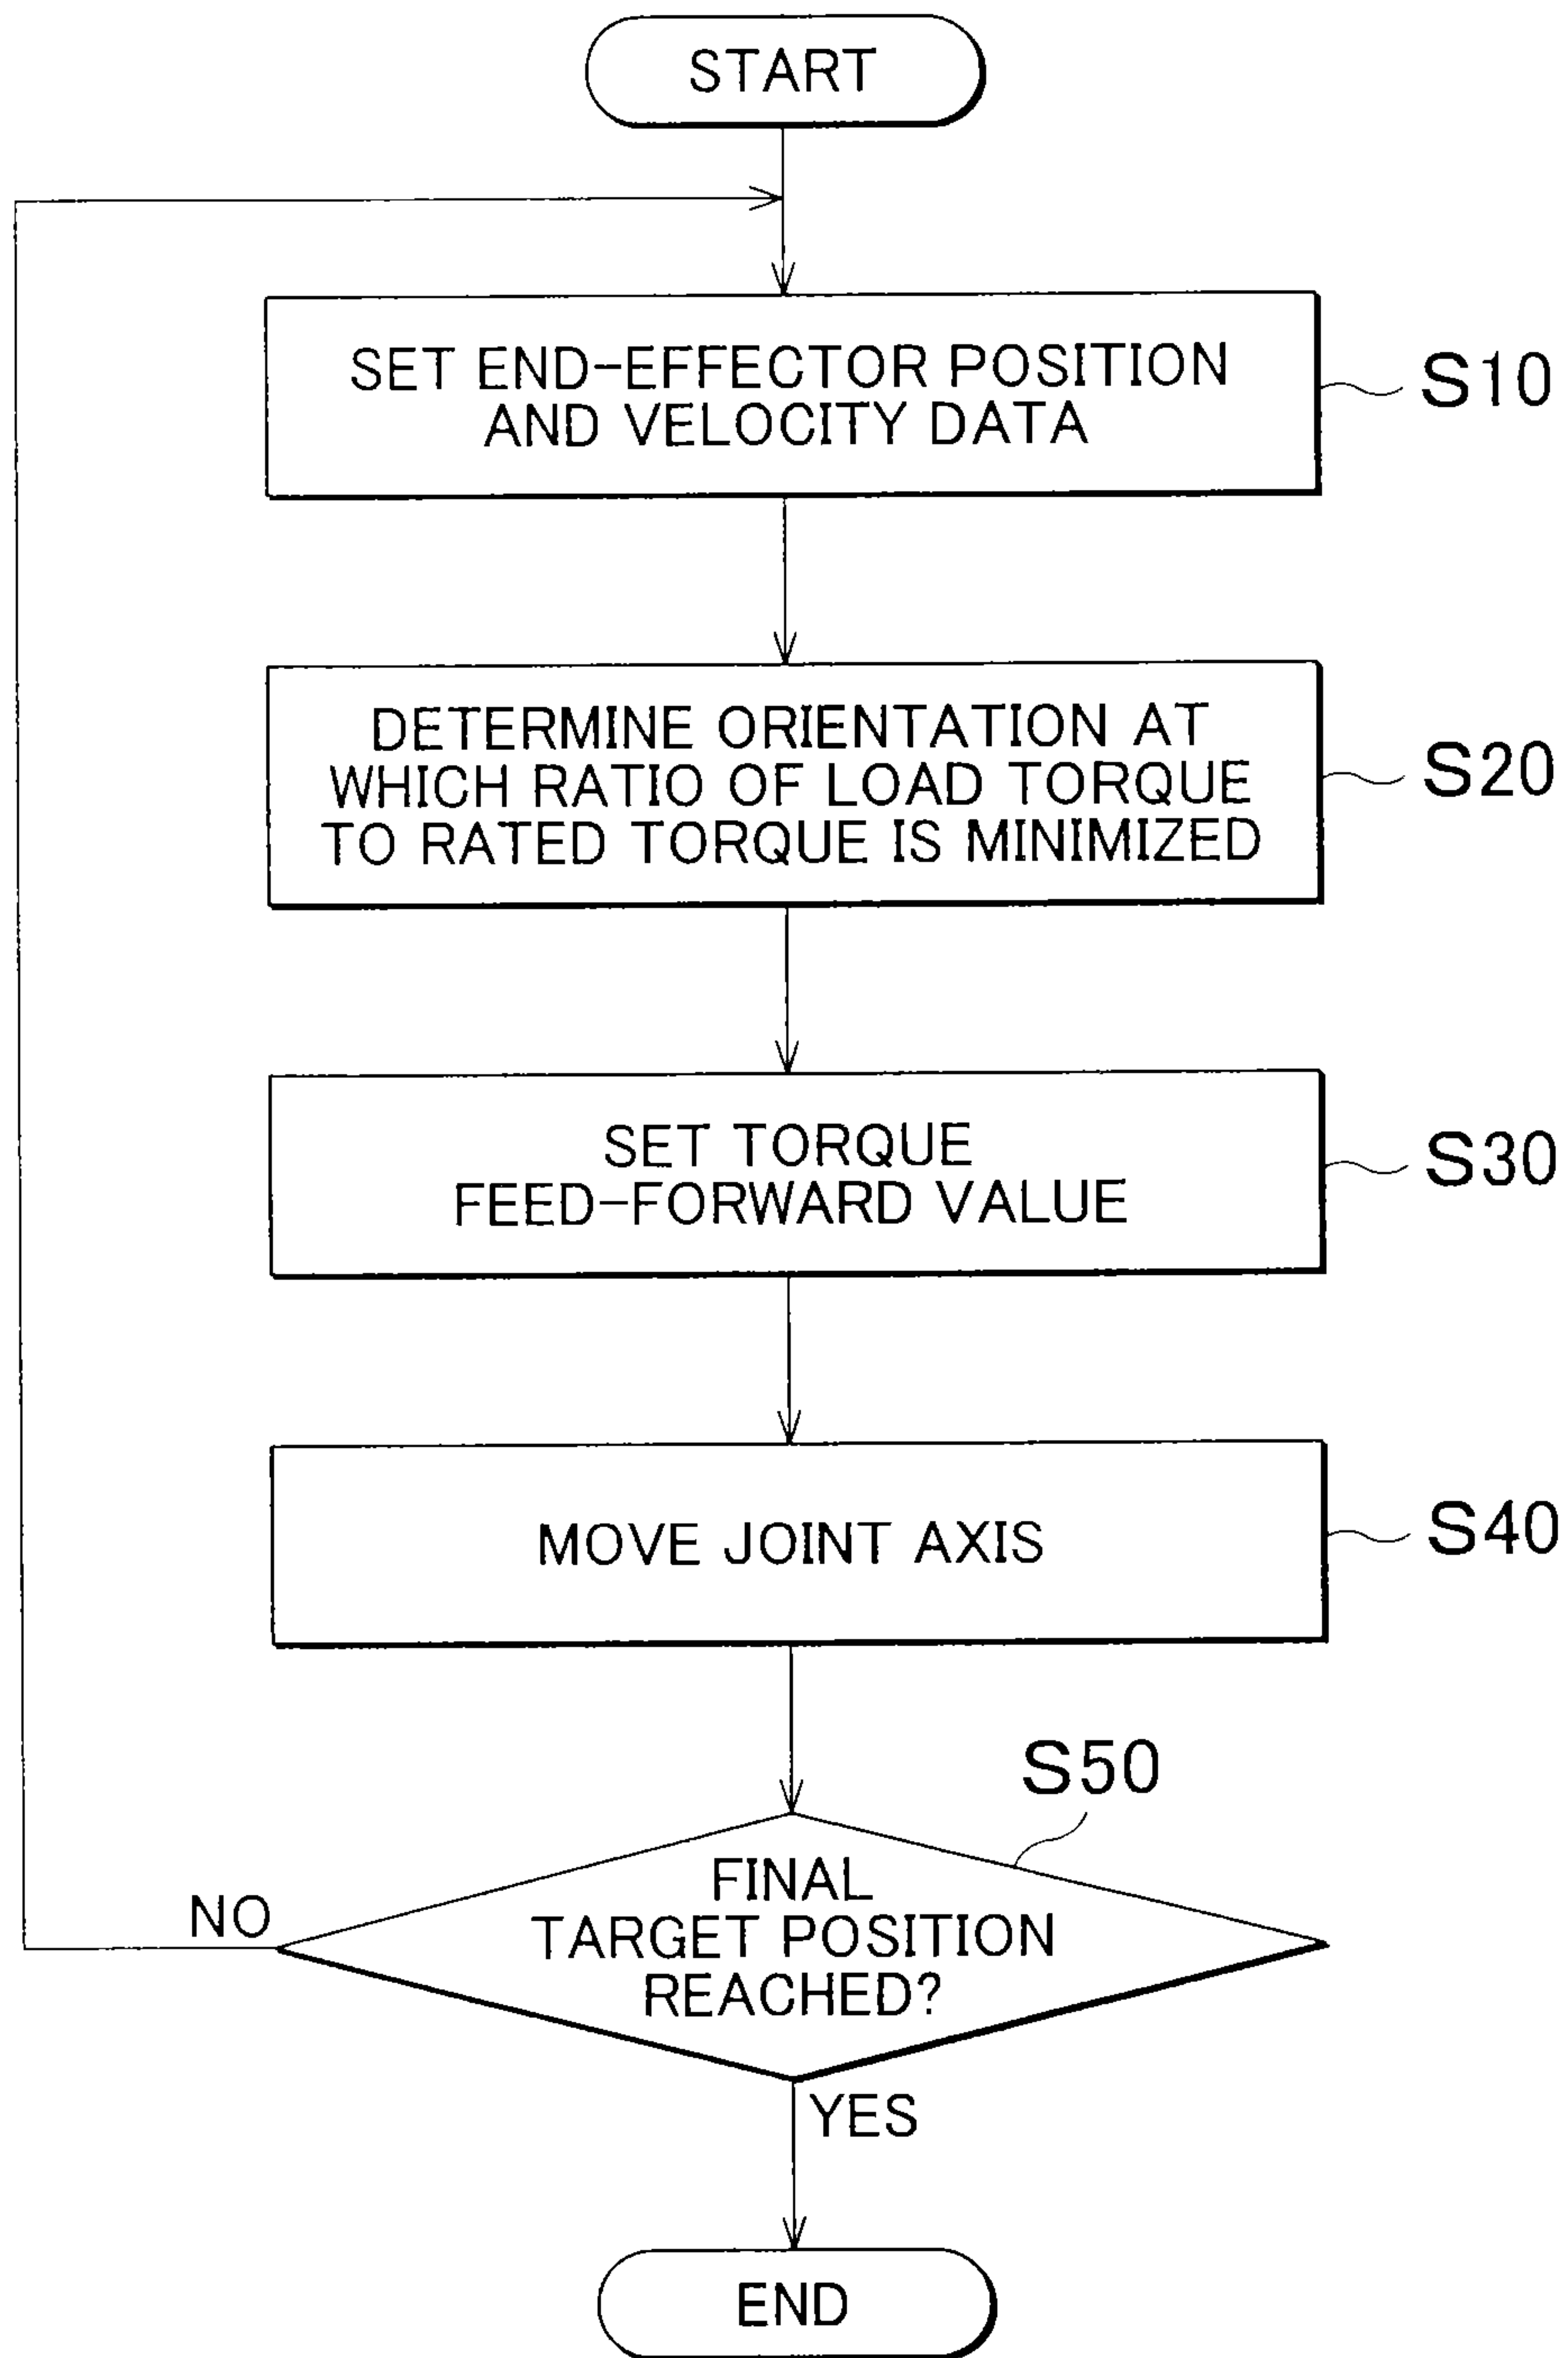 START
SET END-EFFECTOR POSITION
AND VELOCITY DATA
S10
DETERMINE ORIENTATION AT
WHICH RATIO OF LOAD TORQUE
TO RATED TORQUE IS MINIMIZED
S20
SET TORQUE
FEED-FORWARD VALUE
S30
MOVE JOINT AXIS
S40
S50
FINAL
TARGET POSITION
REACHED?
NO
YES
END